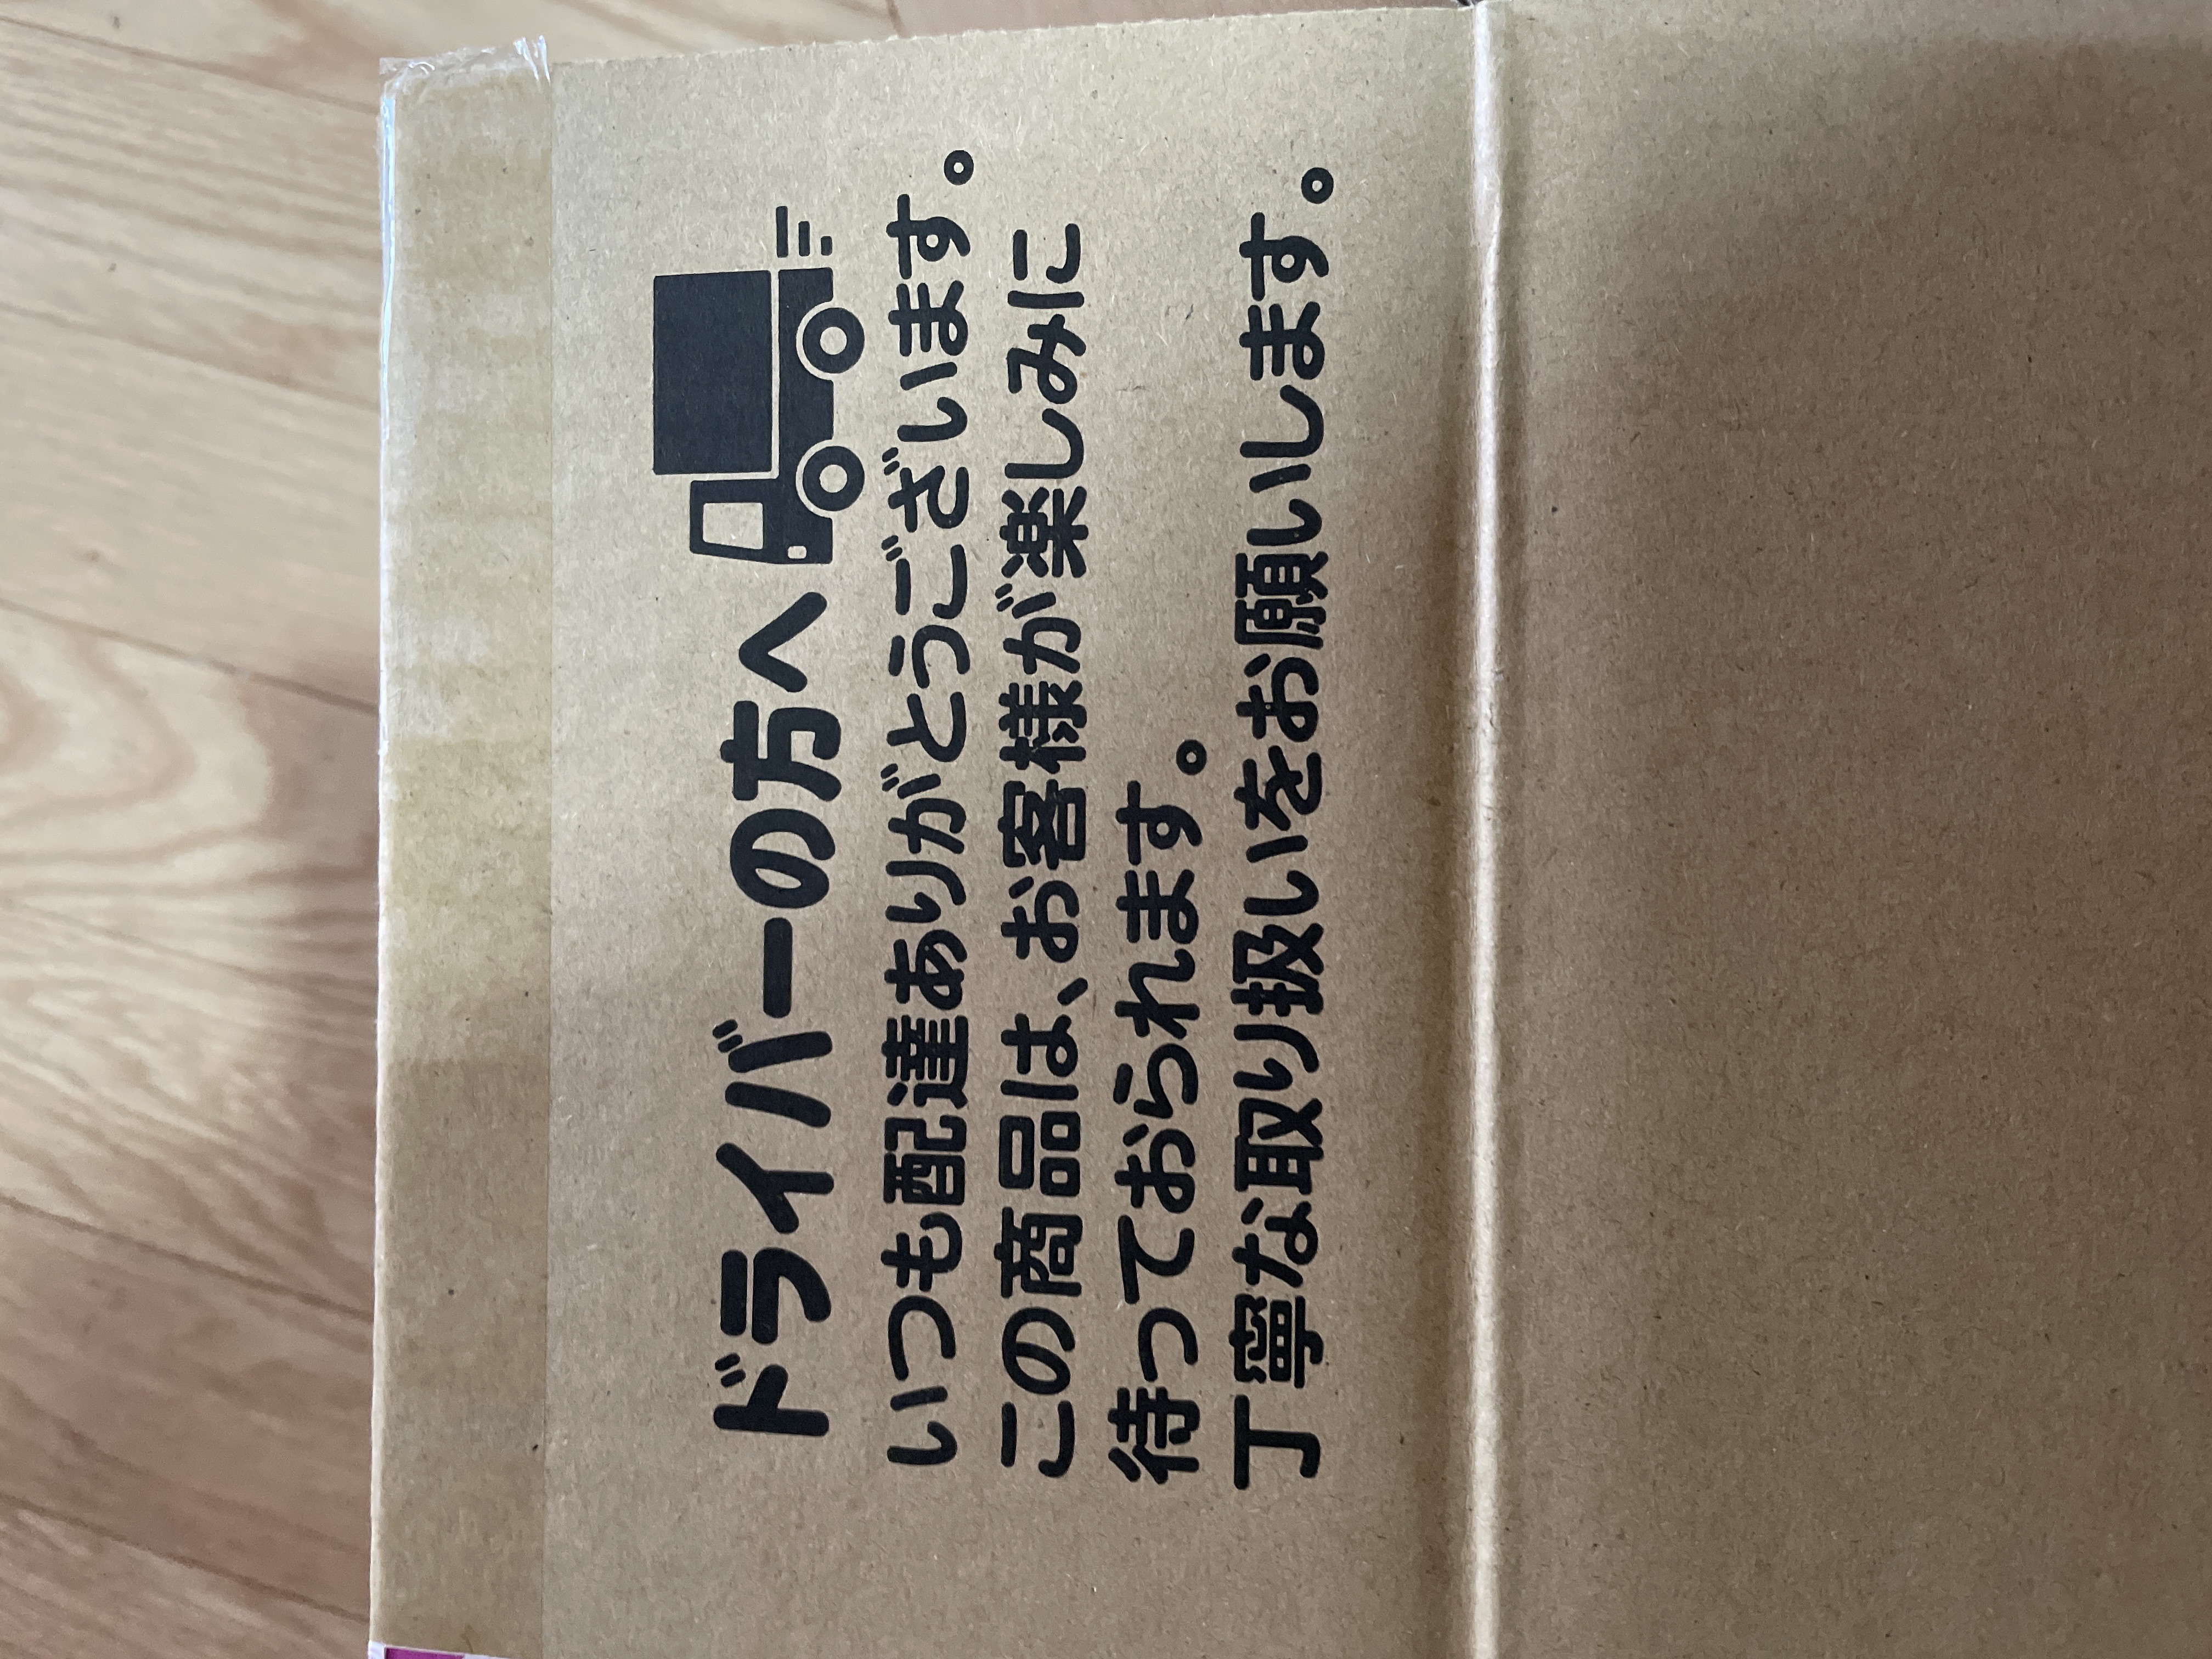 ドライバーの方へ
いつも配達ありがとうございます。
この商品は、お客様が楽しみに
待っておられます。
丁寧な取り扱いをお願いします。